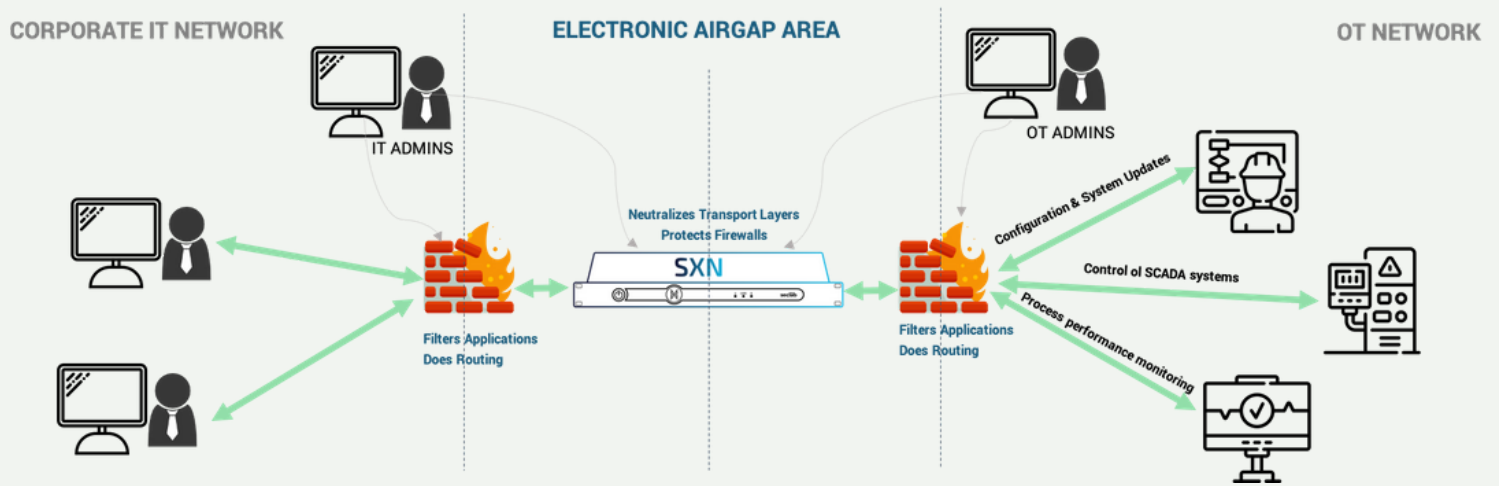 CORPORATE IT NETWORK
ELECTRONIC AIRGAP AREA
OT NETWORK
IT ADMINS
OT ADMINS
Configuration & System Updates
Neutralizes Transport Layers
Protects Firewalls
SXN
Control of SCADA systems
Process performance monitoring
Filters Applications
Does Routing
Filters Applications
Does Routing